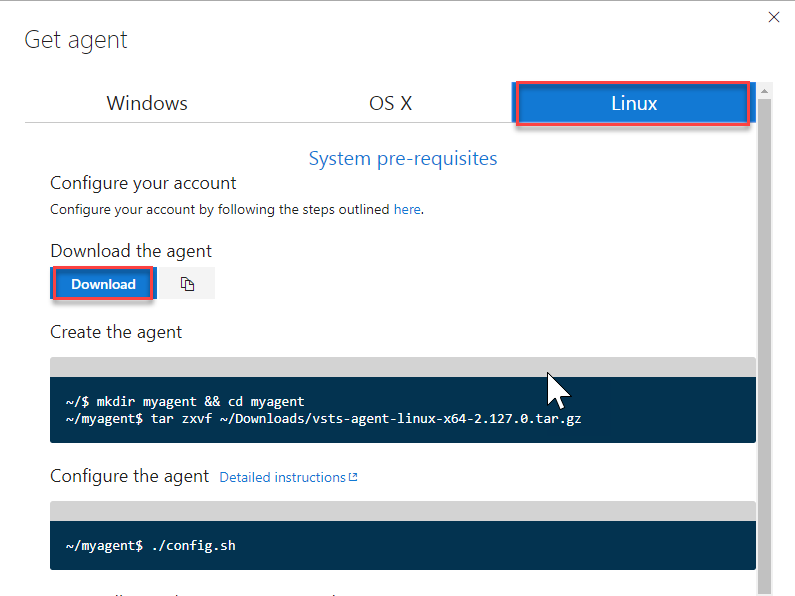 Get agent
Windows
OS X
Linux
System pre-requisites
Configure your account
Configure your account by following the steps outlined here.
Download the agent
Download
Create the agent
~/$ mkdir myagent && cd myagent
~/myagent$ tar zxvf ~/Downloads/vsts-agent-linux-x64-2.127.0.tar.gz
Configure the agent Detailed instructions
~/myagent$ ./config.sh